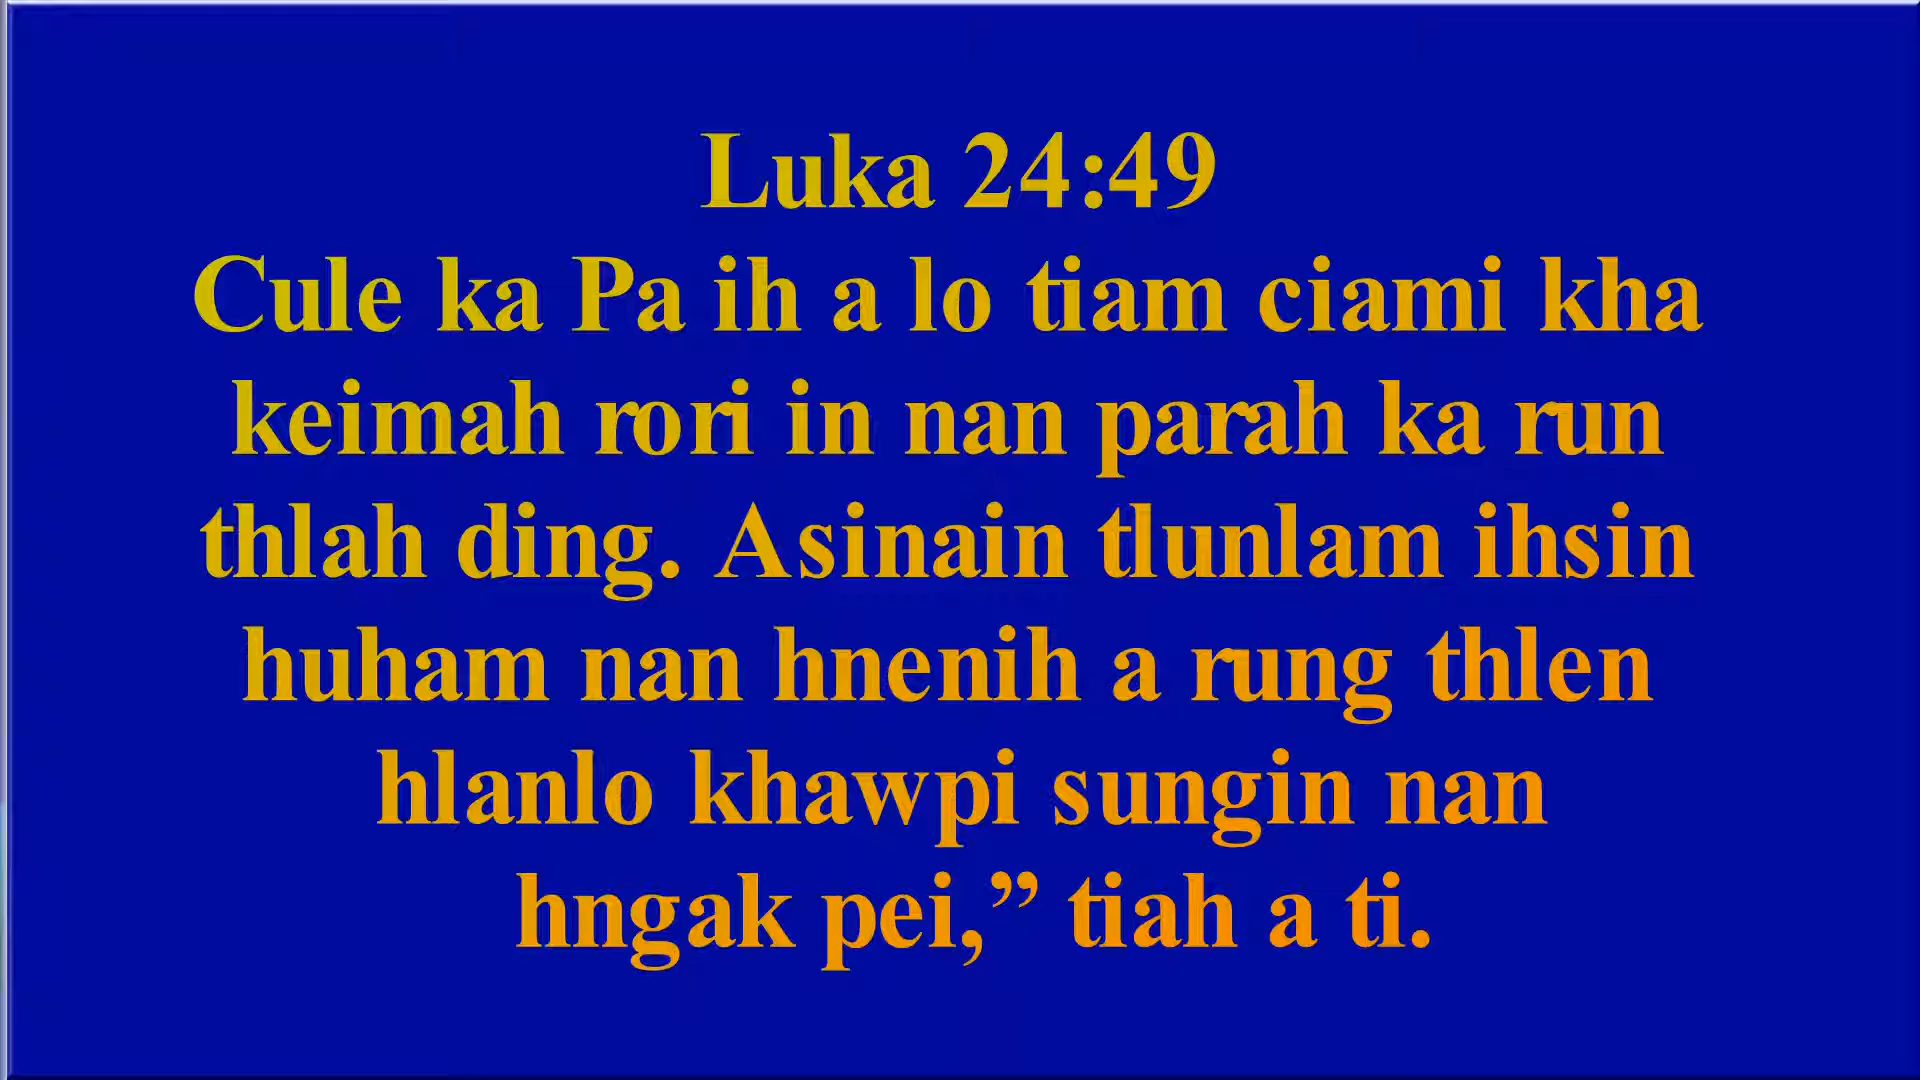 Luka 24:49
Cule ka Pa ih a lo tiam ciami kha
keimah rori in nan parah ka run
thlah ding. Asinain tlunlam ihsin
huham nan hnenih a rung thlen
hlanlo khawpi sungin nan
hngak pei,” tiah a ti.